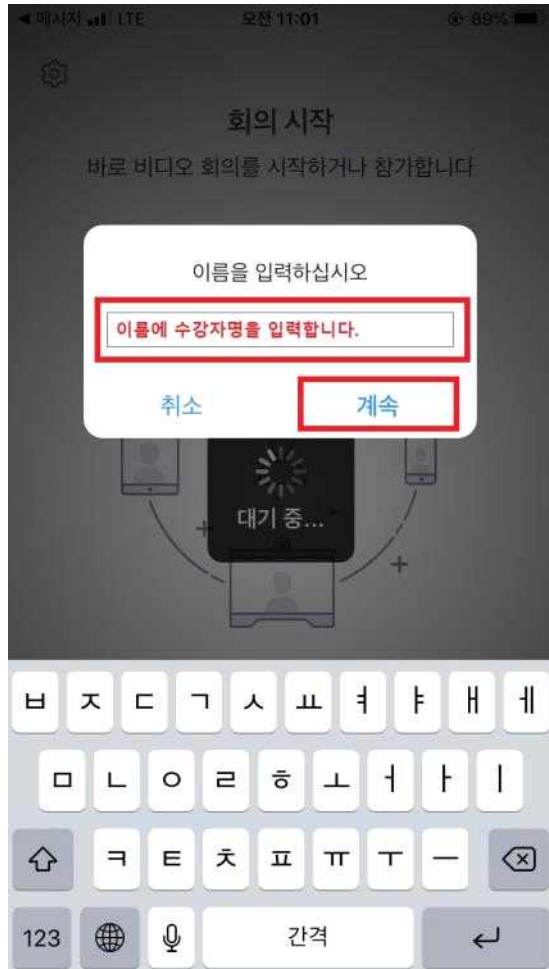 메시지 LTE 오전 11:01 89%
회의 시작
바로 비디오 회의를 시작하거나 참가합니다
이름을 입력하십시오
이름에 수강자명을 입력합니다.
취소 계속
대기 중...
ㅂ ㅈ ㄷ ㄱ ㅅ ㅛ ㅕ ㅑ ㅐ ㅔ
ㅁ ㄴ ㅇ ㄹ ㅎ ㅗ ㅓ ㅏ ㅣ
ㅋ ㅌ ㅊ ㅍ ㅠ ㅜ ㅡ
123 간격